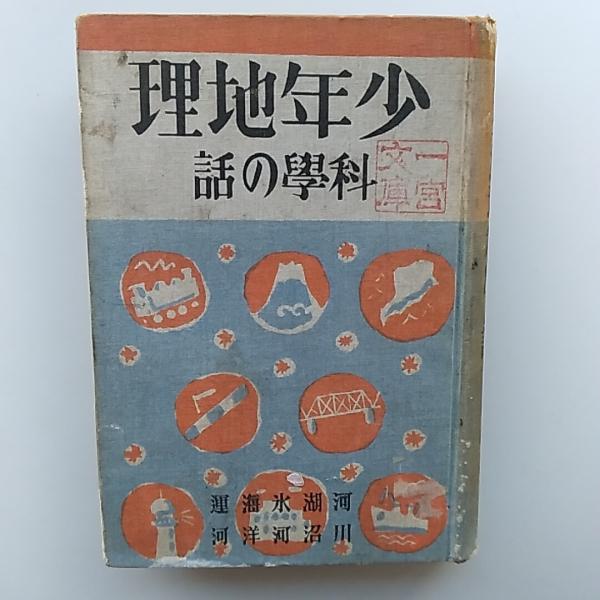 少年地理
科學の話
一宮
文庫
河川
湖沼
氷河
海洋
運河